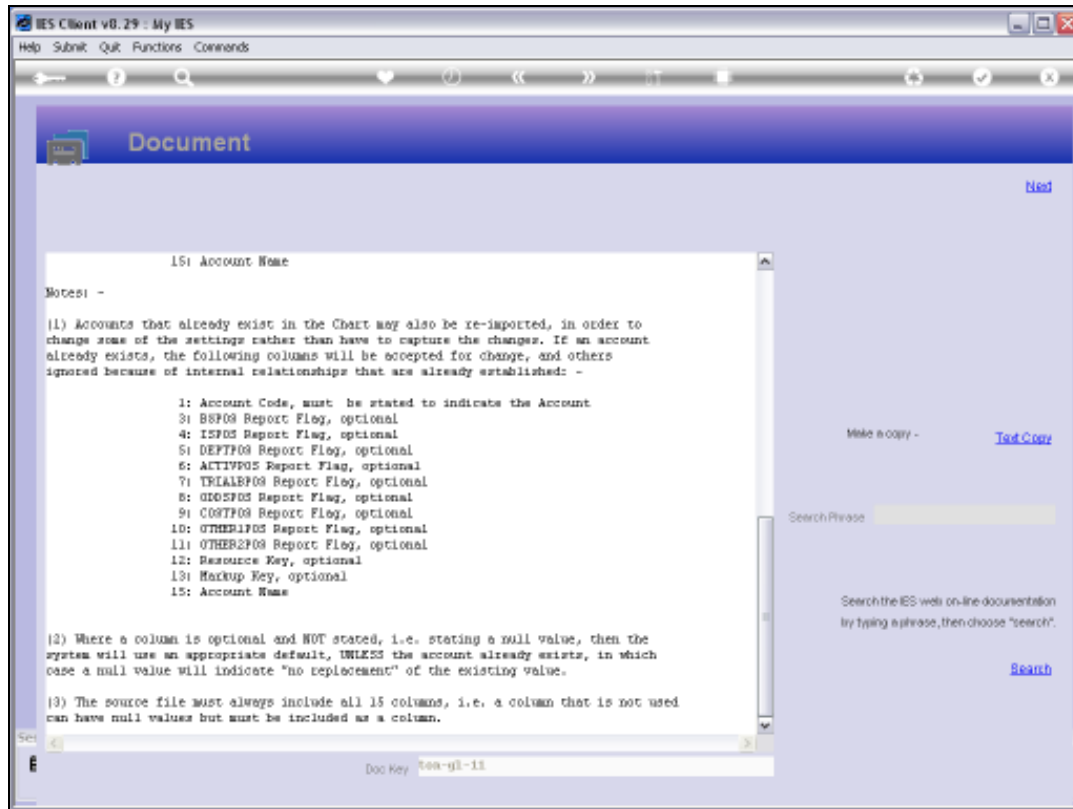 IES Client v8.29 : My IES
Help Submit Quit Functions Commands
Document
Next
15: Account Name
Notes: -
(1) Accounts that already exist in the Chart may also be re-imported, in order to
change some of the settings rather than have to capture the changes. If an account
already exists, the following columns will be accepted for change, and others
ignored because of internal relationships that are already established: -
1: Account Code, must be stated to indicate the Account
3: BSPOS Report Flag, optional
4: ISPOS Report Flag, optional
5: DEPTPOS Report Flag, optional
6: ACTIVPOS Report Flag, optional
7: TRIALBPOS Report Flag, optional
8: ODDSPOS Report Flag, optional
9: COSTPOS Report Flag, optional
10: OTHER1POS Report Flag, optional
11: OTHER2POS Report Flag, optional
12: Resource Key, optional
13: Markup Key, optional
15: Account Name
(2) Where a column is optional and NOT stated, i.e. stating a null value, then the
system will use an appropriate default, UNLESS the account already exists, in which
case a null value will indicate "no replacement" of the existing value.
(3) The source file must always include all 15 columns, i.e. a column that is not used
can have null values but must be included as a column.
Make a copy -
Text Copy
Search Phrase
Search the IES web on-line documentation
by typing a phrase, then choose "search".
Search
Doc Key
ton-gl-11